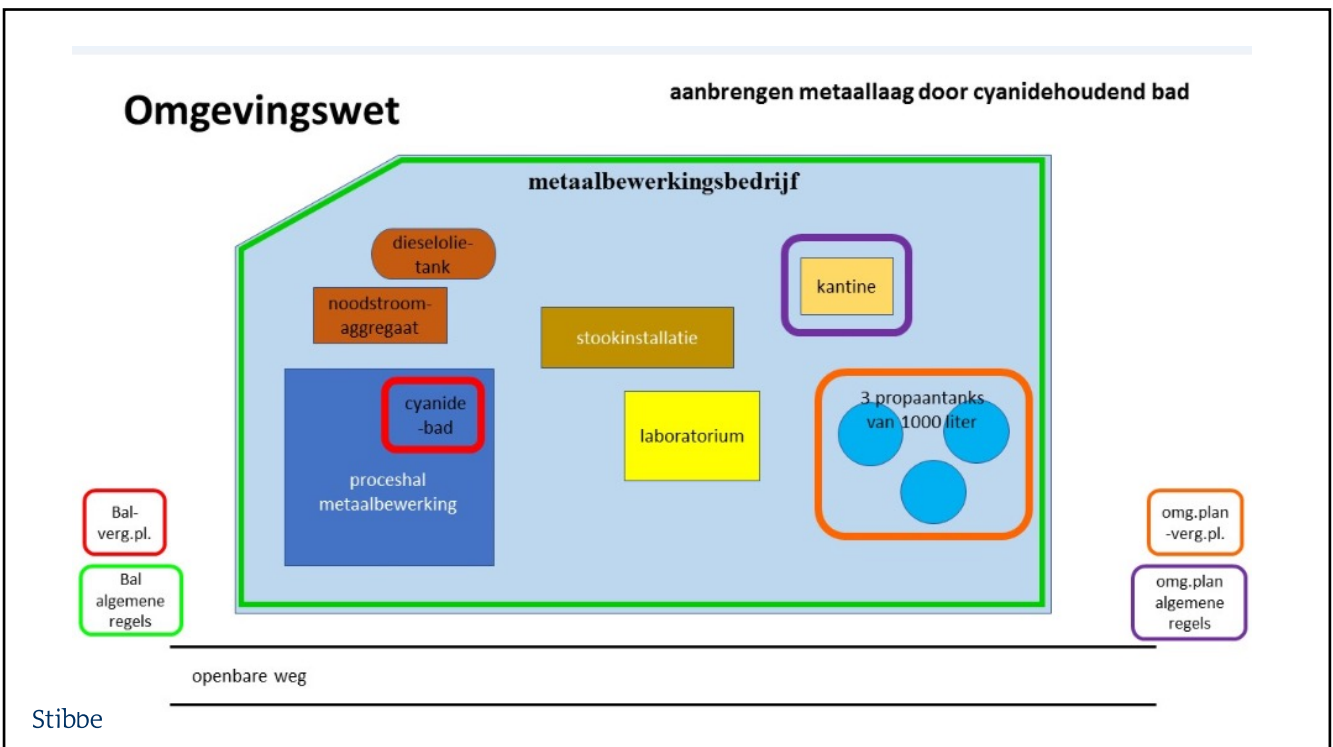 Omgevingswet
aanbrengen metaallaag door cyanidehoudend bad
metaalbewerkingsbedrijf
dieselolie-
tank
noodstroom-
aggregaat
stookinstallatie
kantine
cyanide
-bad
proceshal
metaalbewerking
laboratorium
3 propaantanks
van 1000 liter
Bal-
verg.pl.
Bal
algemene
regels
omg.plan
-verg.pl.
omg.plan
algemene
regels
openbare weg
Stibbe